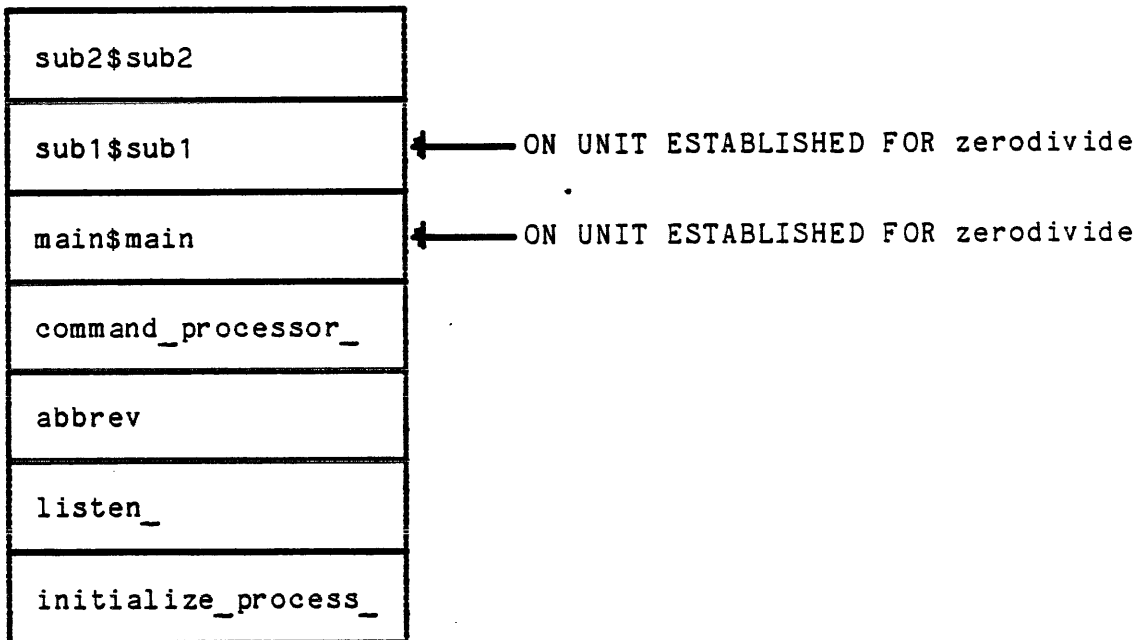 sub2$sub2
sub1$sub1 ON UNIT ESTABLISHED FOR zerodivide
main$main ON UNIT ESTABLISHED FOR zerodivide
command_processor_
abbrev
listen_
initialize_process_